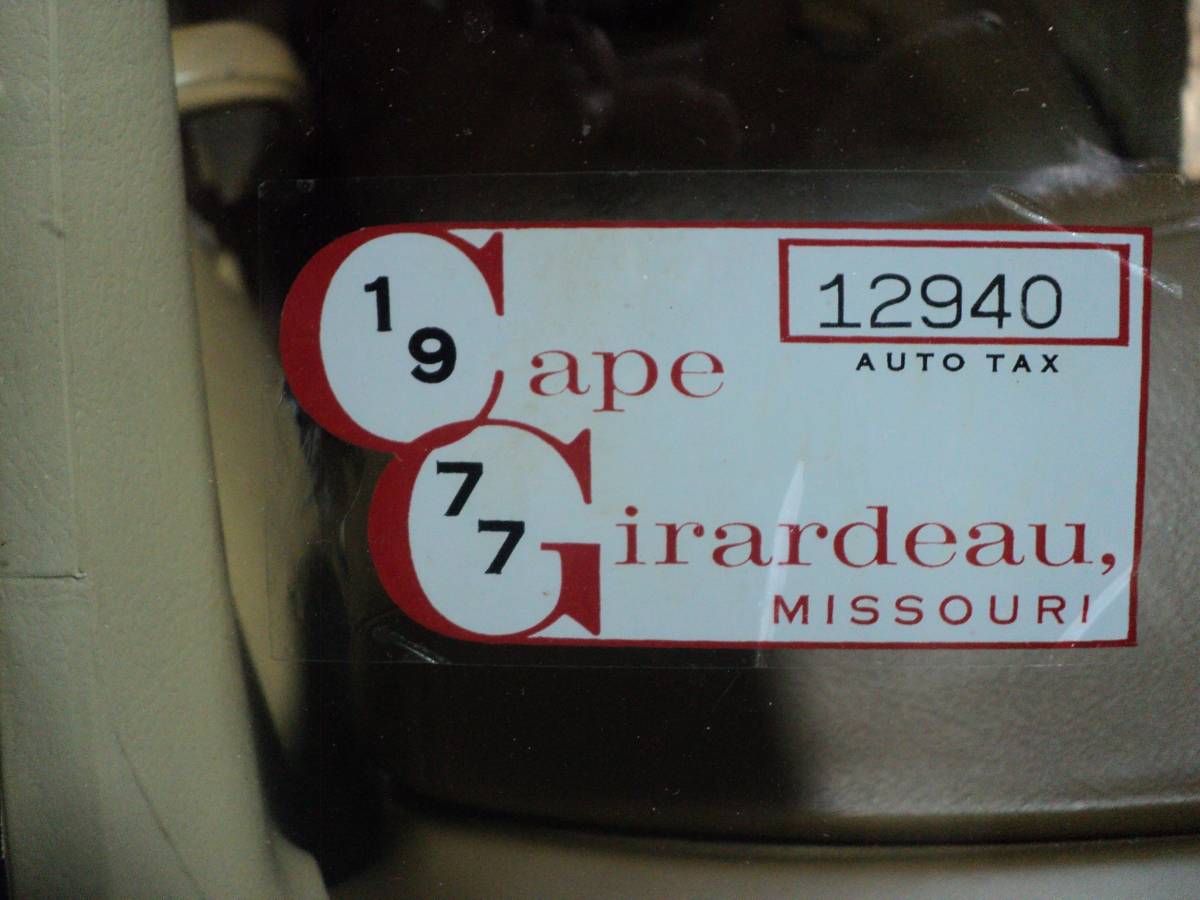 12940
AUTO TAX
19
Cape
77
Girardeau,
MISSOURI